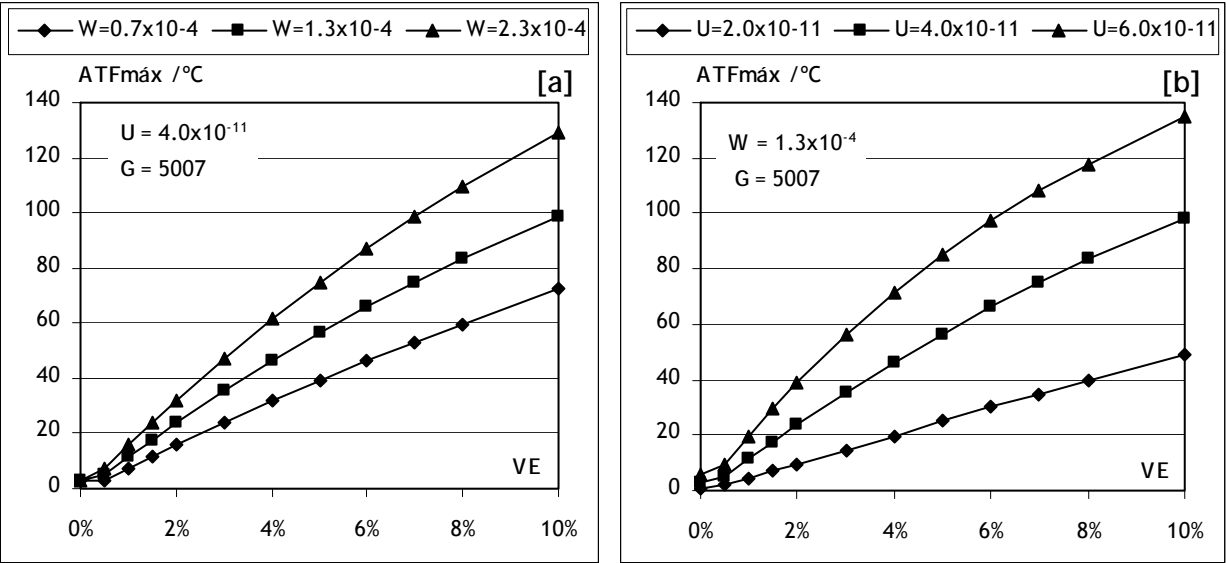 W=0.7x10-4 W=1.3x10-4 W=2.3x10-4
ATFmáx /ºC
[a]
140
120
100
80
60
40
20
0
U = 4.0x10⁻¹¹
G = 5007
VE
0% 2% 4% 6% 8% 10%
U=2.0x10-11 U=4.0x10-11 U=6.0x10-11
ATFmáx /ºC
[b]
140
120
100
80
60
40
20
0
W = 1.3x10⁻⁴
G = 5007
VE
0% 2% 4% 6% 8% 10%